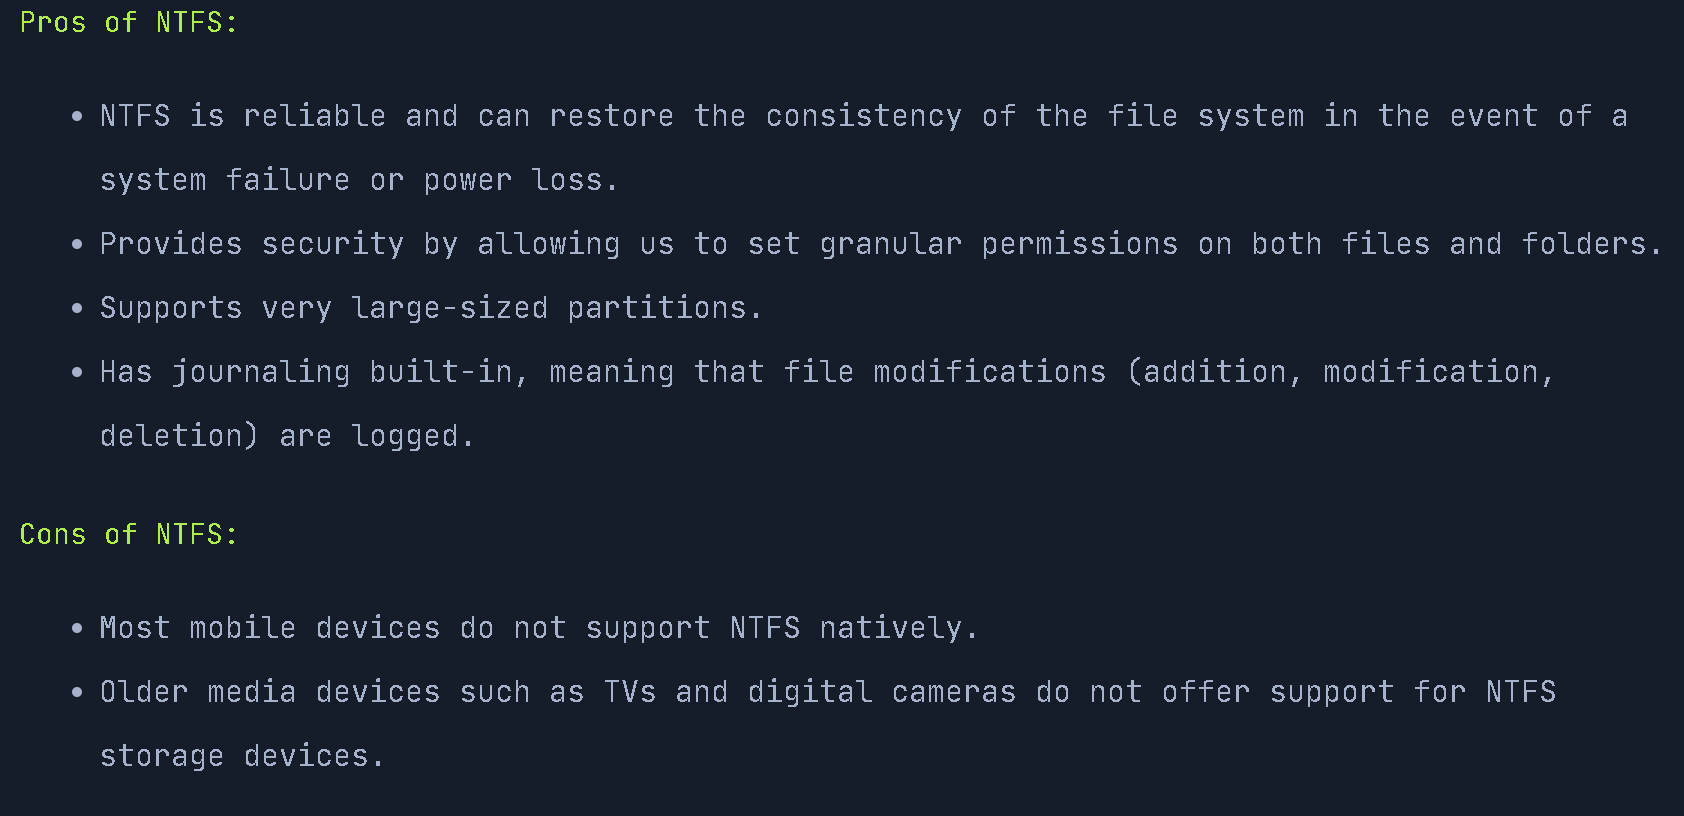 Pros of NTFS:
• NTFS is reliable and can restore the consistency of the file system in the event of a
system failure or power loss.
• Provides security by allowing us to set granular permissions on both files and folders.
• Supports very large-sized partitions.
• Has journaling built-in, meaning that file modifications (addition, modification,
deletion) are logged.
Cons of NTFS:
• Most mobile devices do not support NTFS natively.
• Older media devices such as TVs and digital cameras do not offer support for NTFS
storage devices.